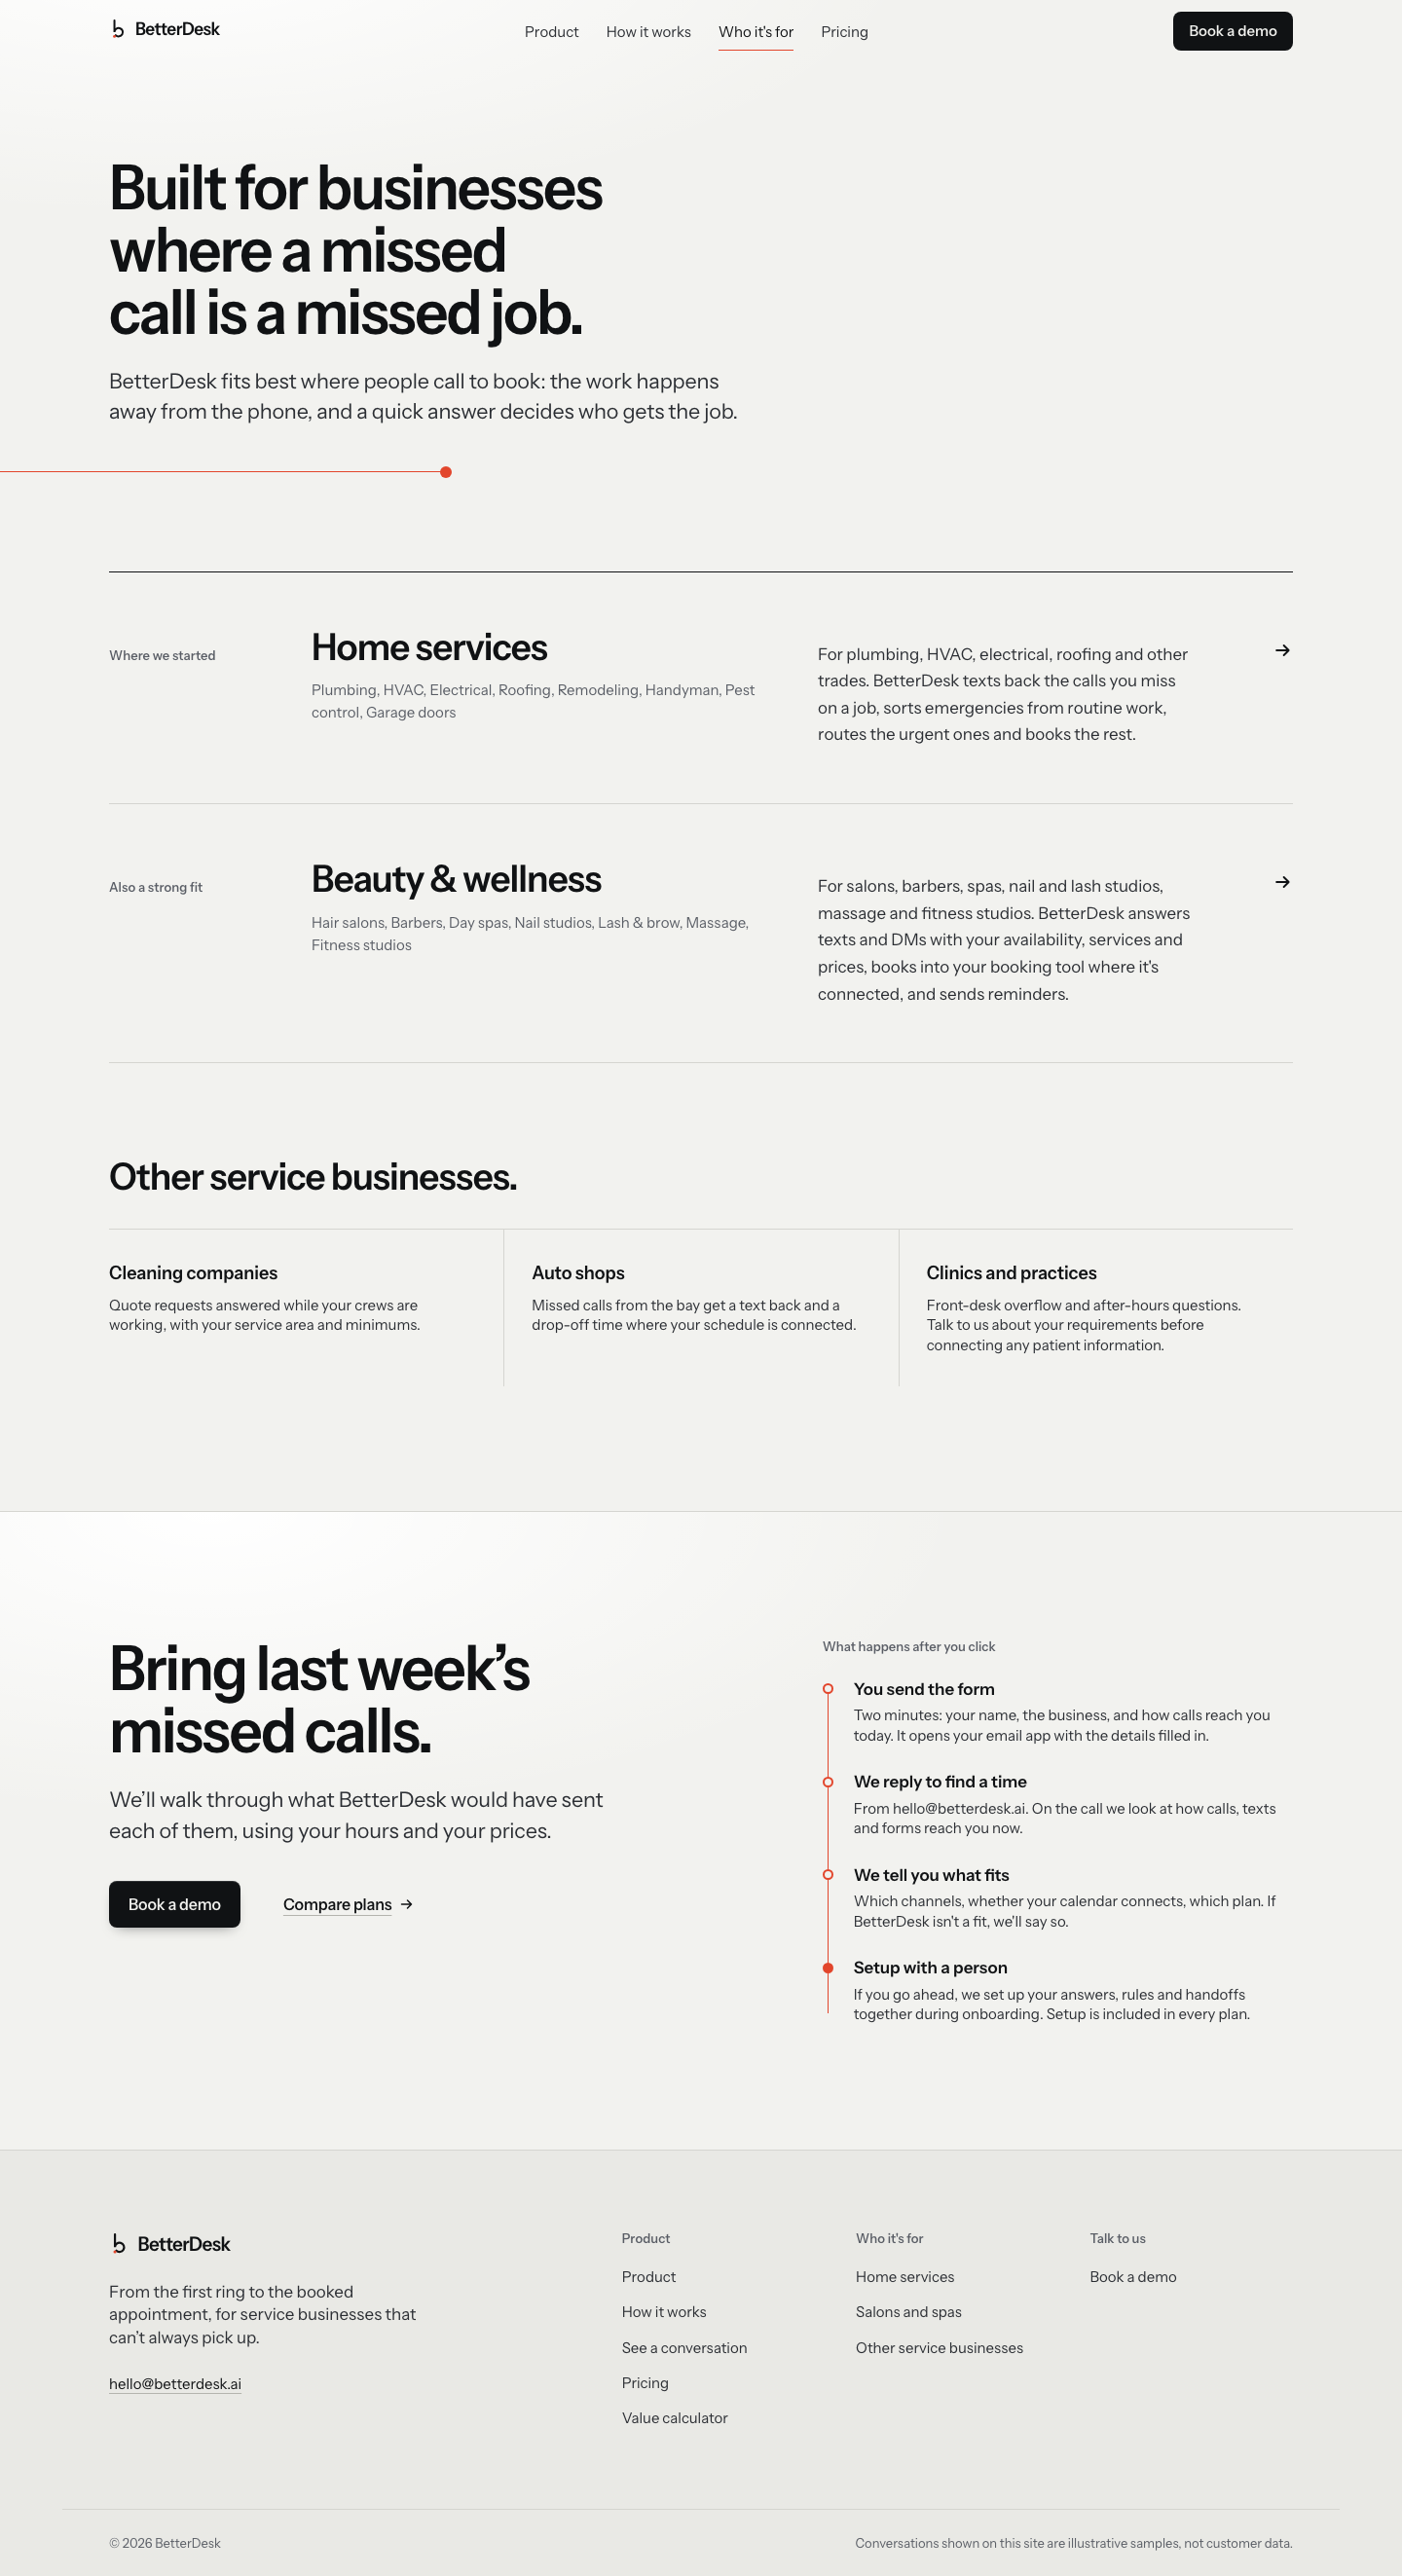 BetterDesk
Product
How it works
Who it's for
Pricing
Book a demo
Built for businesses
where a missed
call is a missed job.
BetterDesk fits best where people call to book: the work happens
away from the phone, and a quick answer decides who gets the job.
Where we started
Home services
Plumbing, HVAC, Electrical, Roofing, Remodeling, Handyman, Pest
control, Garage doors
For plumbing, HVAC, electrical, roofing and other
trades. BetterDesk texts back the calls you miss
on a job, sorts emergencies from routine work,
routes the urgent ones and books the rest.
Also a strong fit
Beauty & wellness
Hair salons, Barbers, Day spas, Nail studios, Lash & brow, Massage,
Fitness studios
For salons, barbers, spas, nail and lash studios,
massage and fitness studios. BetterDesk answers
texts and DMs with your availability, services and
prices, books into your booking tool where it's
connected, and sends reminders.
Other service businesses.
Cleaning companies
Quote requests answered while your crews are
working, with your service area and minimums.
Auto shops
Missed calls from the bay get a text back and a
drop-off time where your schedule is connected.
Clinics and practices
Front-desk overflow and after-hours questions.
Talk to us about your requirements before
connecting any patient information.
Bring last week’s
missed calls.
We’ll walk through what BetterDesk would have sent
each of them, using your hours and your prices.
Book a demo
Compare plans
What happens after you click
You send the form
Two minutes: your name, the business, and how calls reach you
today. It opens your email app with the details filled in.
We reply to find a time
From hello@betterdesk.ai. On the call we look at how calls, texts
and forms reach you now.
We tell you what fits
Which channels, whether your calendar connects, which plan. If
BetterDesk isn't a fit, we'll say so.
Setup with a person
If you go ahead, we set up your answers, rules and handoffs
together during onboarding. Setup is included in every plan.
BetterDesk
From the first ring to the booked
appointment, for service businesses that
can’t always pick up.
hello@betterdesk.ai
Product
Product
How it works
See a conversation
Pricing
Value calculator
Who it's for
Home services
Salons and spas
Other service businesses
Talk to us
Book a demo
© 2026 BetterDesk
Conversations shown on this site are illustrative samples, not customer data.